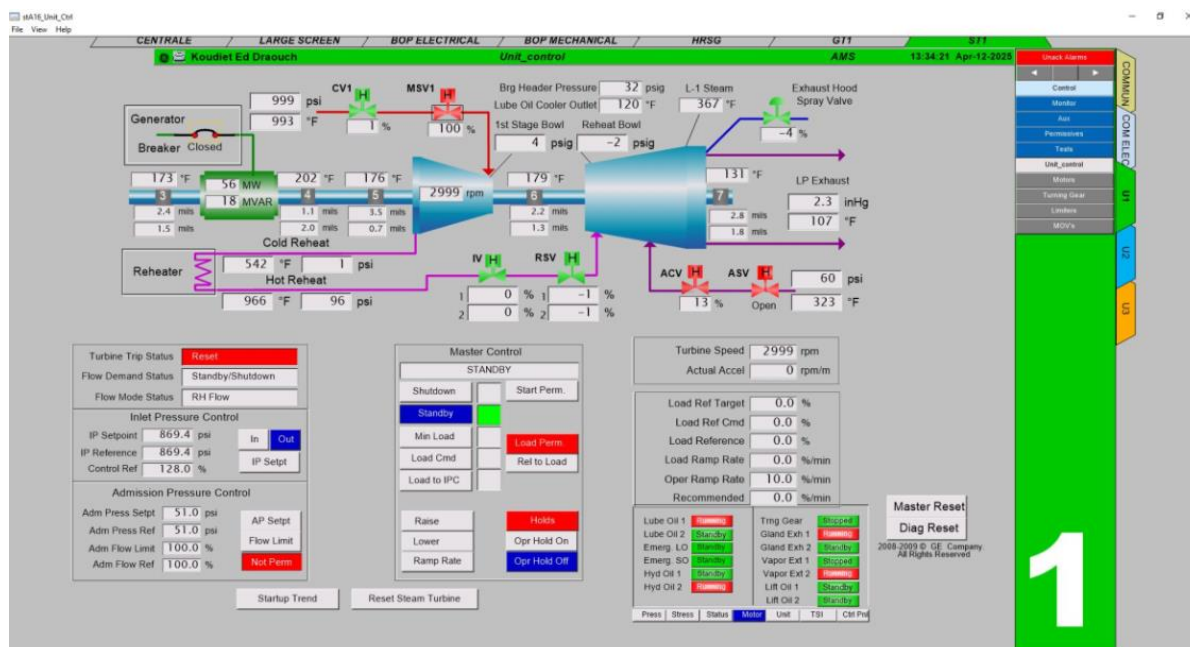 stA16_Unit_Ctrl
File View Help
CENTRALE LARGE SCREEN BOP ELECTRICAL BOP MECHANICAL HRSG GT1 ST1
Koudiet Ed Draouch Unit_control AMS 13:34:21 Apr-12-2025
Unack Alarms
Control
Monitor
Aux
Permissives
Tests
Unit_control
Motors
Turning Gear
Limiters
MOV's
COMMUN
COM ELEC
U1
U2
U3
1
Generator
Breaker Closed
999 psi
993 °F
CV1 H
1 %
MSV1 H
100 %
Brg Header Pressure 32 psig
Lube Oil Cooler Outlet 120 °F
L-1 Steam
367 °F
Exhaust Hood
Spray Valve
-4 %
1st Stage Bowl
4 psig
Reheat Bowl
-2 psig
173 °F
3
2.4 mils
1.5 mils
56 MW
18 MVAR
202 °F
4
1.1 mils
2.0 mils
176 °F
5
3.5 mils
0.7 mils
2999 rpm
179 °F
6
2.2 mils
1.3 mils
131 °F
7
2.8 mils
1.8 mils
LP Exhaust
2.3 inHg
107 °F
Cold Reheat
542 °F 1 psi
Reheater
Hot Reheat
966 °F 96 psi
IV H
1 0 %
2 0 %
RSV H
1 -1 %
2 -1 %
ACV H
13 %
ASV H
Open
60 psi
323 °F
Turbine Trip Status Reset
Flow Demand Status Standby/Shutdown
Flow Mode Status RH Flow
Inlet Pressure Control
IP Setpoint 869.4 psi
IP Reference 869.4 psi
Control Ref 128.0 %
In Out
IP Setpt
Admission Pressure Control
Adm Press Setpt 51.0 psi
Adm Press Ref 51.0 psi
Adm Flow Limit 100.0 %
Adm Flow Ref 100.0 %
AP Setpt
Flow Limit
Not Perm
Startup Trend
Reset Steam Turbine
Master Control
STANDBY
Shutdown
Start Perm.
Standby
Min Load
Load Perm.
Load Cmd
Rel to Load
Load to IPC
Raise
Holds
Lower
Opr Hold On
Ramp Rate
Opr Hold Off
Turbine Speed 2999 rpm
Actual Accel 0 rpm/m
Load Ref Target 0.0 %
Load Ref Cmd 0.0 %
Load Reference 0.0 %
Load Ramp Rate 0.0 %/min
Oper Ramp Rate 10.0 %/min
Recommended 0.0 %/min
Lube Oil 1 Running
Lube Oil 2 Standby
Emerg. LO Standby
Emerg. SO Standby
Hyd Oil 1 Standby
Hyd Oil 2 Running
Trng Gear Stopped
Gland Exh 1 Running
Gland Exh 2 Standby
Vapor Ext 1 Stopped
Vapor Ext 2 Running
Lift Oil 1 Standby
Lift Oil 2 Standby
Press Stress Status Motor Unit TSI Ctrl Pnl
Master Reset
Diag Reset
2008-2009 © GE Company.
All Rights Reserved